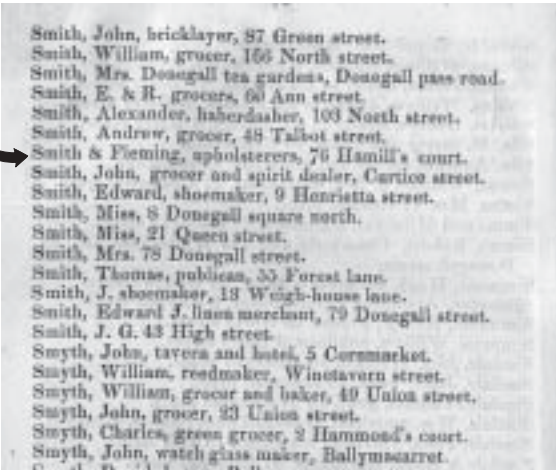 Smith, John, bricklayer, 87 Green street.
Smith, William, grocer, 166 North street.
Smith, Mrs. Donegall tea gardens, Donegall pass road.
Smith, E. & R. grocers, 60 Ann street.
Smith, Alexander, haberdasher, 103 North street.
Smith, Andrew, grocer, 48 Talbot street.
Smith & Fleming, upholsterers, 76 Hamill's court.
Smith, John, grocer and spirit dealer, Curtice street.
Smith, Edward, shoemaker, 9 Henrietta street.
Smith, Miss, 8 Donegall square north.
Smith, Miss, 21 Queen street.
Smith, Mrs. 78 Donegall street.
Smith, Thomas, publican, 55 Forest lane.
Smith, J. shoemaker, 13 Weigh-house lane.
Smith, Edward J. linen merchant, 79 Donegall street.
Smith, J. G. 43 High street.
Smyth, John, tavern and hotel, 5 Cornmarket.
Smyth, William, reedmaker, Winetavern street.
Smyth, William, grocer and baker, 49 Union street.
Smyth, John, grocer, 23 Union street.
Smyth, Charles, green grocer, 2 Hammond's court.
Smyth, John, watch glass maker, Ballymacarret.